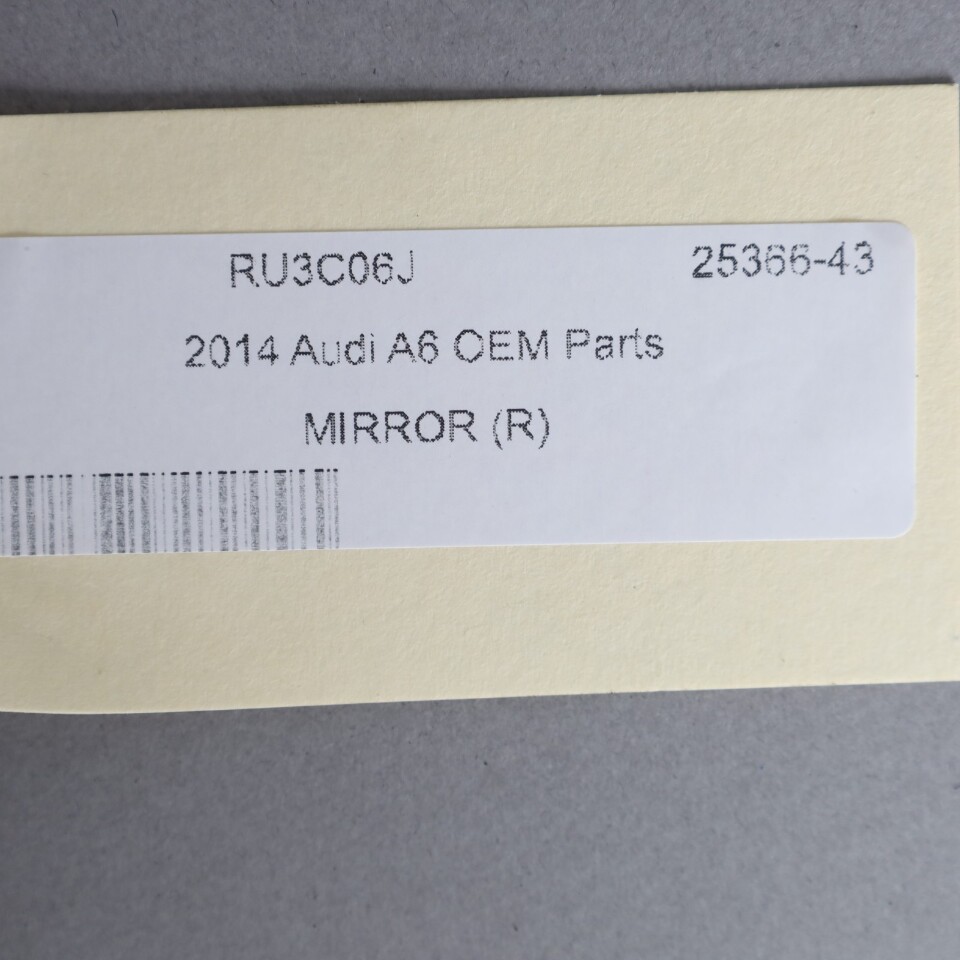 RU3C06J 25366-43
2014 Audi A6 OEM Parts
MIRROR (R)